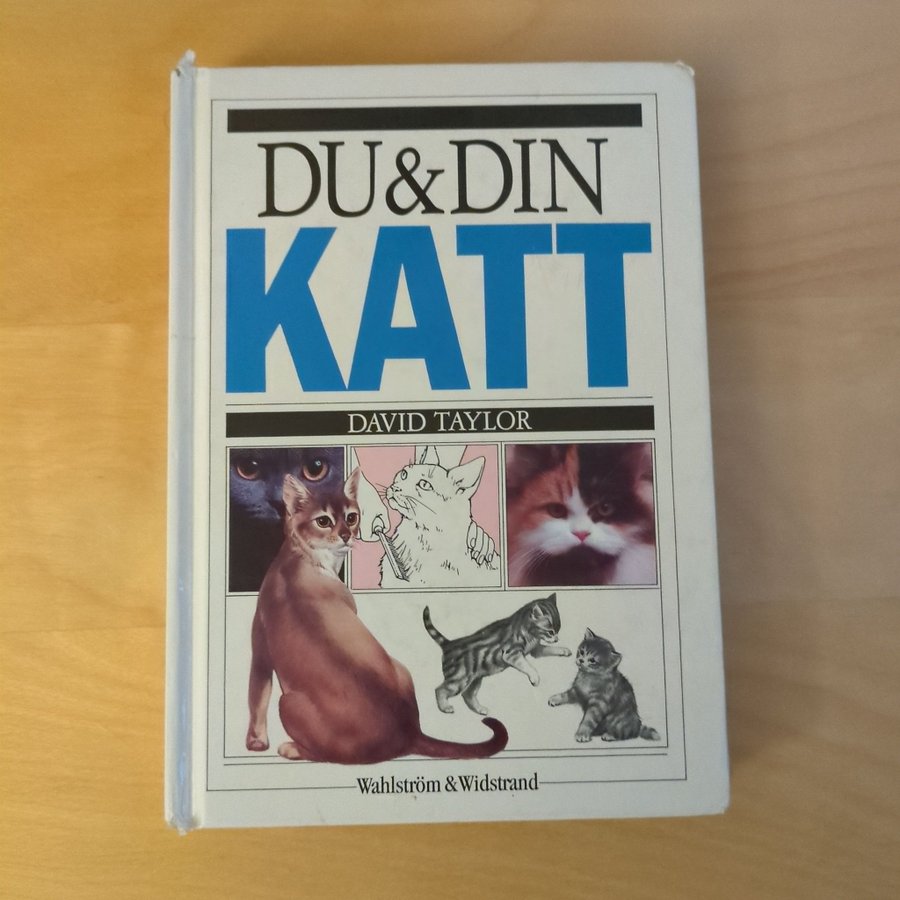 DU & DIN
KATT
DAVID TAYLOR
Wahlström & Widstrand